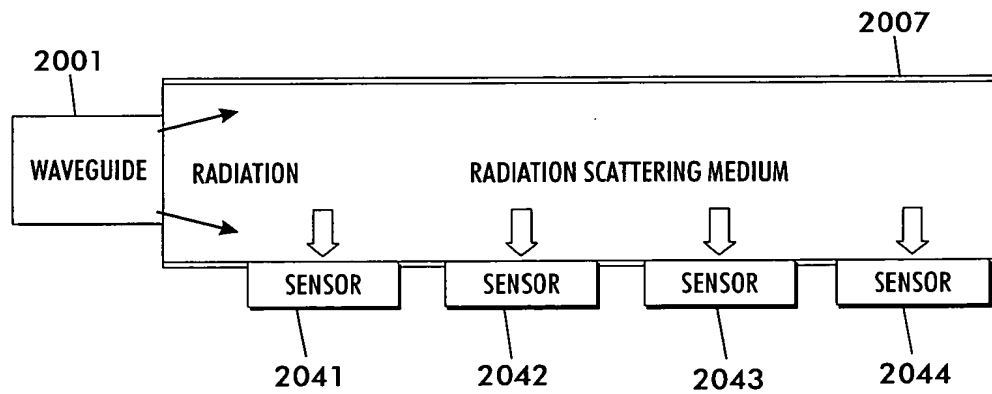 2007
2001
WAVEGUIDE
RADIATION
RADIATION SCATTERING MEDIUM
SENSOR
SENSOR
SENSOR
SENSOR
2041
2042
2043
2044